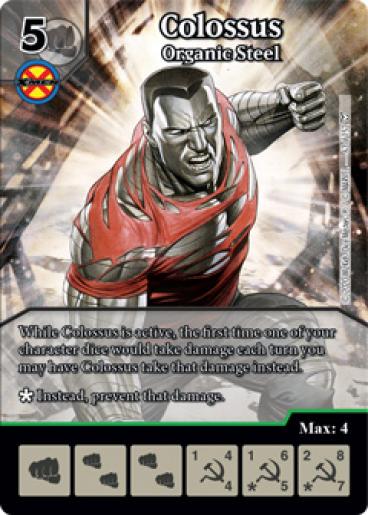 5
Colossus
Organic Steel
X-MEN
While Colossus is active, the first time one of your
character dice would take damage each turn you
may have Colossus take that damage instead.
* Instead, prevent that damage.
Max: 4
1 4 4
1 6 * 5
2 8 * 7